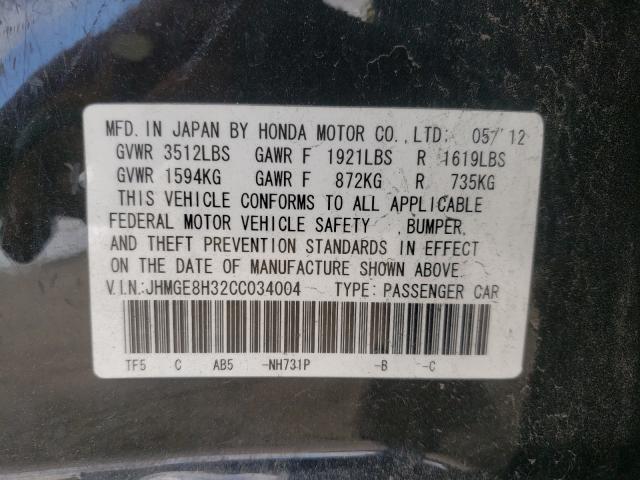 MFD. IN JAPAN BY HONDA MOTOR CO., LTD: 05/12
GVWR 3512LBS GAWR F 1921LBS R 1619LBS
GVWR 1594KG GAWR F 872KG R 735KG
THIS VEHICLE CONFORMS TO ALL APPLICABLE
FEDERAL MOTOR VEHICLE SAFETY , BUMPER,
AND THEFT PREVENTION STANDARDS IN EFFECT
ON THE DATE OF MANUFACTURE SHOWN ABOVE.
V.I.N.:JHMGE8H32CC034004 TYPE: PASSENGER CAR
TF5 C AB5 -NH731P -B -C